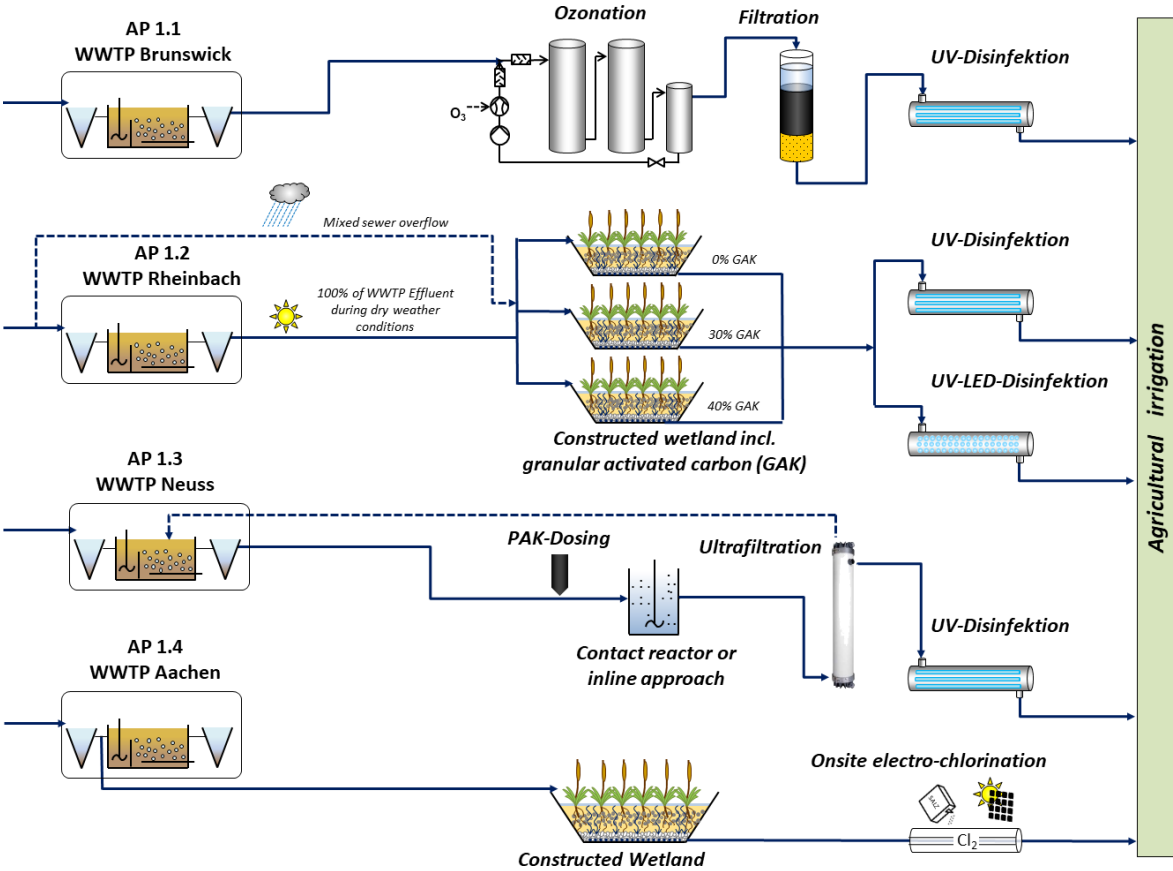 AP 1.1
WWTP Brunswick
Ozonation
Filtration
UV-Disinfektion
O3
Mixed sewer overflow
AP 1.2
WWTP Rheinbach
100% of WWTP Effluent
during dry weather
conditions
0% GAK
30% GAK
40% GAK
Constructed wetland incl.
granular activated carbon (GAK)
UV-Disinfektion
UV-LED-Disinfektion
AP 1.3
WWTP Neuss
PAK-Dosing
Contact reactor or
inline approach
Ultrafiltration
UV-Disinfektion
AP 1.4
WWTP Aachen
Constructed Wetland
Onsite electro-chlorination
SALZ
Cl2
Agricultural irrigation